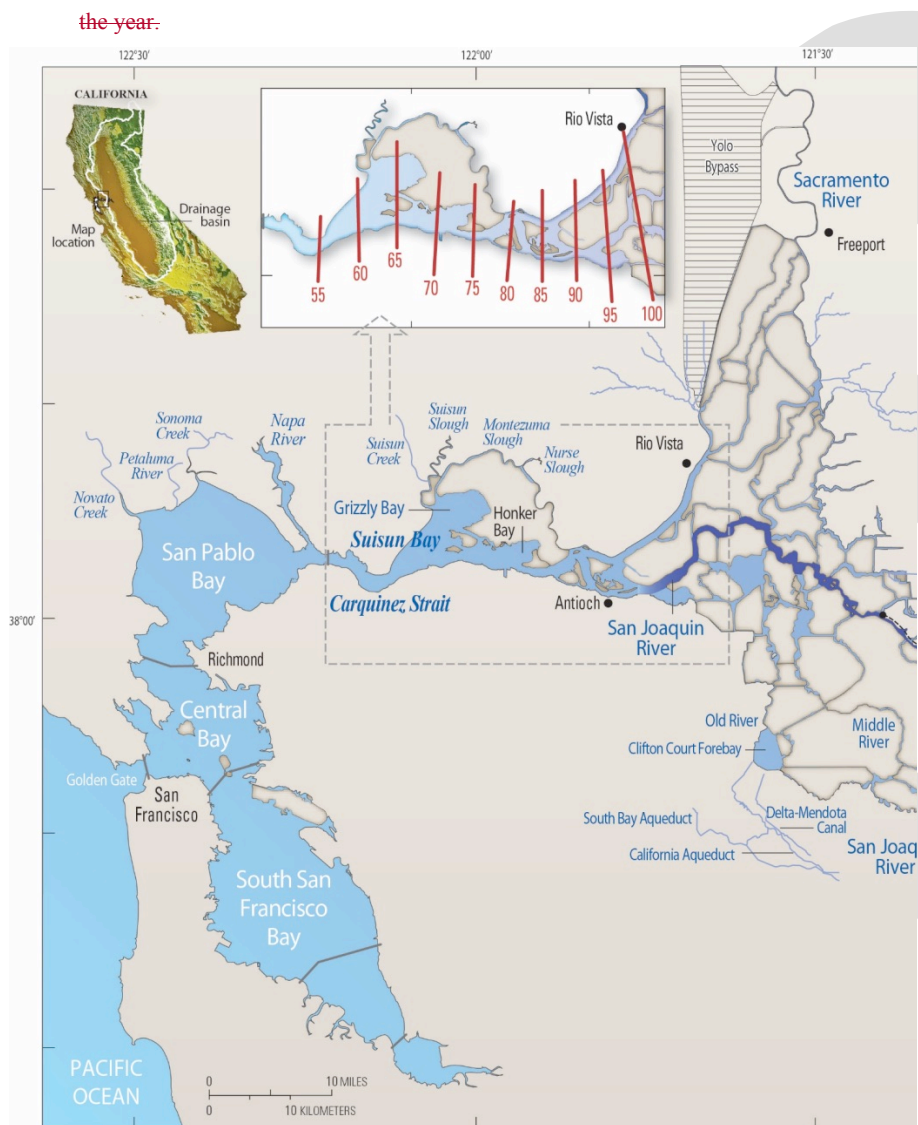 the year.
122°30'
122°00'
121°30'
CALIFORNIA
Map
location
Drainage
basin
Rio Vista
55
60
65
70
75
80
85
90
95
100
Yolo
Bypass
Sacramento
River
Freeport
Sonoma
Creek
Napa
River
Petaluma
River
Novato
Creek
Suisun
Creek
Suisun
Slough
Montezuma
Slough
Nurse
Slough
Rio Vista
Grizzly Bay
Honker
Bay
Suisun Bay
San Pablo
Bay
Carquinez Strait
Antioch
38°00'
San Joaquin
River
Richmond
Central
Bay
Old River
Middle
River
Clifton Court Forebay
Golden Gate
San
Francisco
South Bay Aqueduct
Delta-Mendota
Canal
California Aqueduct
San Joaq
River
South San
Francisco
Bay
PACIFIC
OCEAN
0 10 MILES
0 10 KILOMETERS